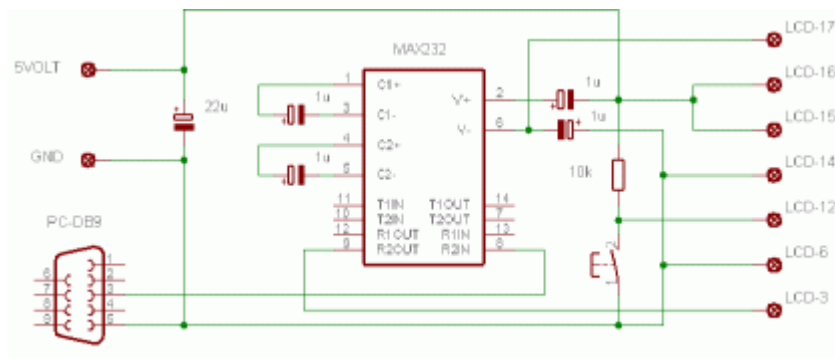 MAX232
LCD-17
5VOLT
1u
LCD-16
1
C1+
V+
2
1u
22u
1u
3
C1-
LCD-15
4
C2+
V-
6
1u
GND
1u
5
C2-
10k
LCD-14
11
T1IN
T1OUT
14
10
T2IN
T2OUT
7
12
R1OUT
R1IN
13
9
R2OUT
R2IN
8
LCD-12
PC-DB9
2
1
LCD-6
LCD-3
1
6
2
7
3
8
4
9
5